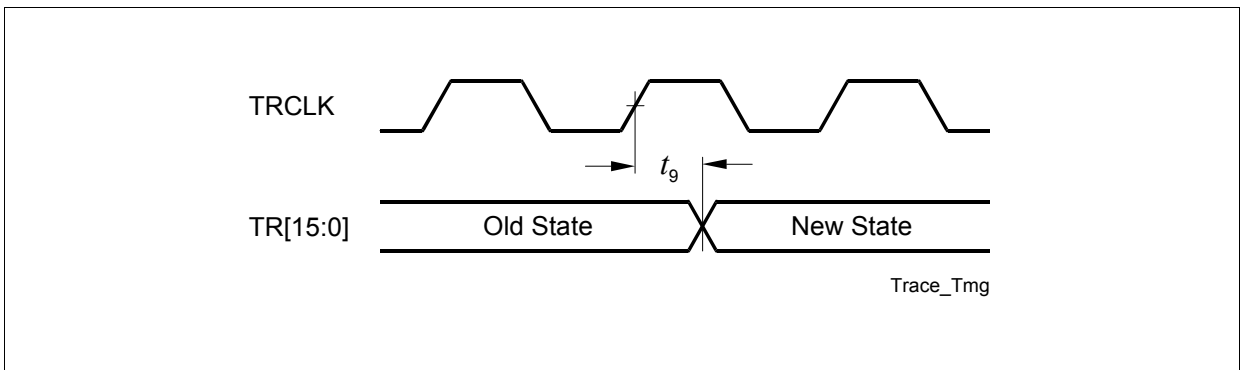 TRCLK
t9
TR[15:0]
Old State
New State
Trace_Tmg